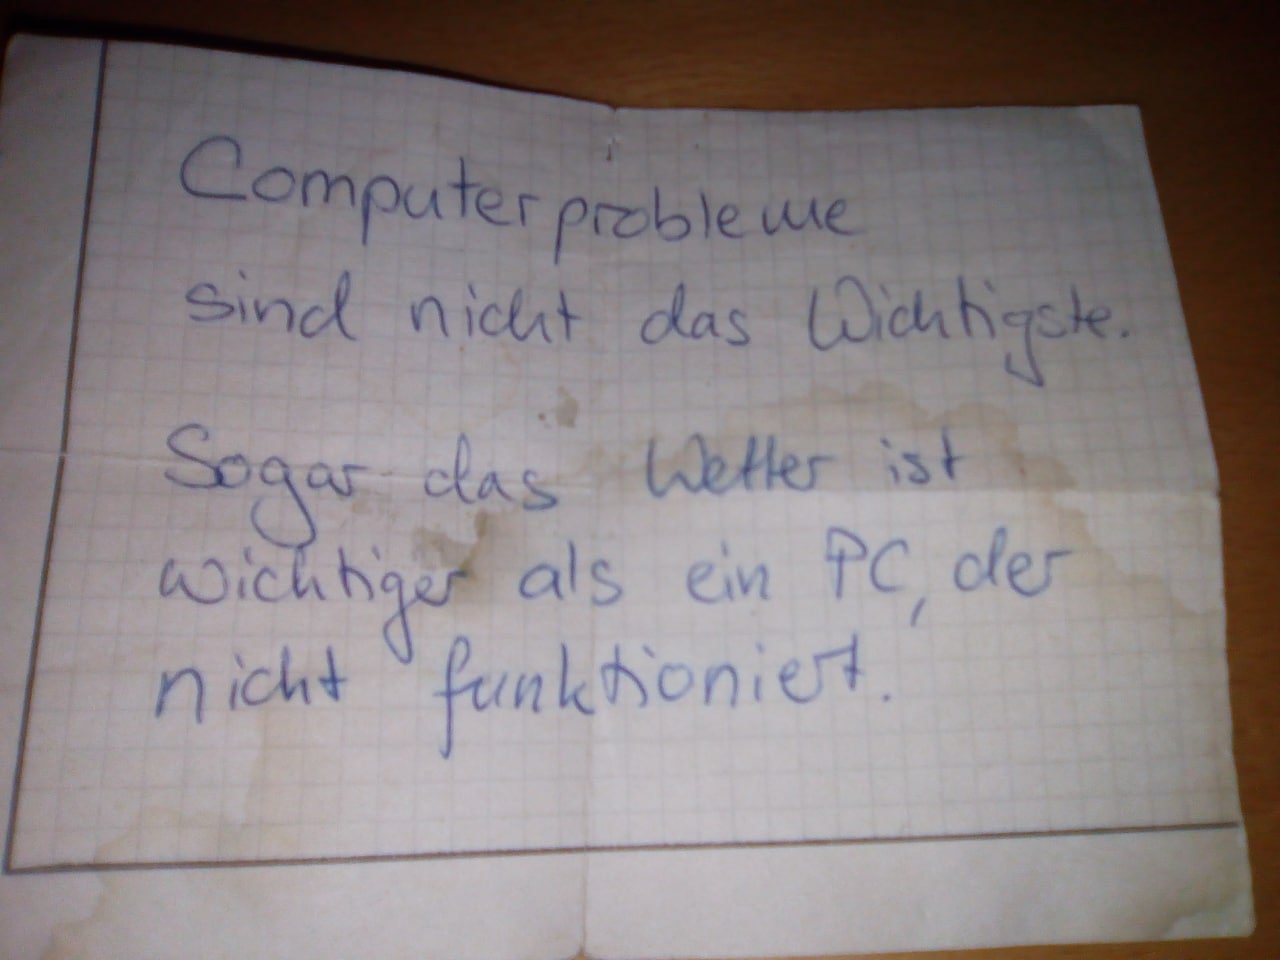 Computerprobleme
sind nicht das Wichtigste.
Sogar das Wetter ist
wichtiger als ein PC, der
nicht funktioniert.